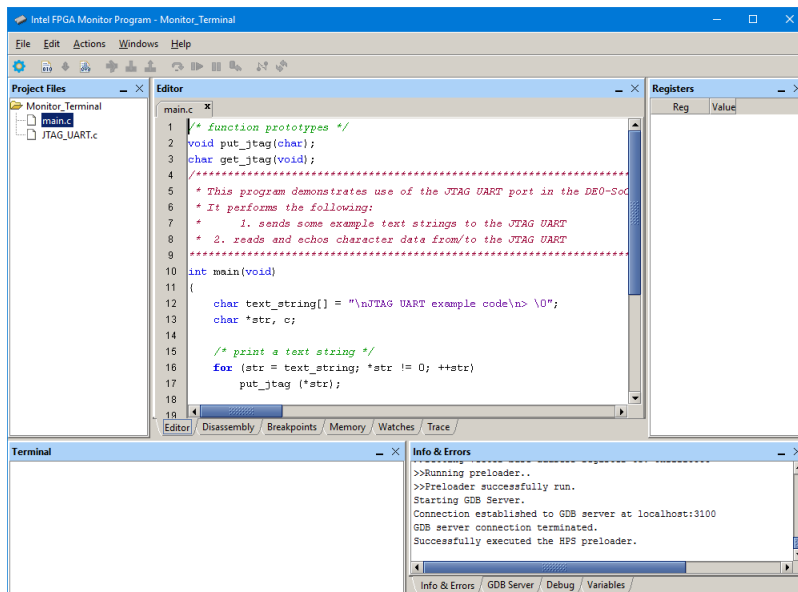 Intel FPGA Monitor Program - Monitor_Terminal
File Edit Actions Windows Help
Project Files
Monitor_Terminal
main.c
JTAG_UART.c
Editor
main.c
1 /* function prototypes */
2 void put_jtag(char);
3 char get_jtag(void);
4 /*******************************************************
5 * This program demonstrates use of the JTAG UART port in the DE0-SoC
6 * It performs the following:
7 * 1. sends some example text strings to the JTAG UART
8 * 2. reads and echos character data from/to the JTAG UART
9 *******************************************************
10 int main(void)
11 {
12 char text_string[] = "\nJTAG UART example code\n> \0";
13 char *str, c;
14
15 /* print a text string */
16 for (str = text_string; *str != 0; ++str)
17 put_jtag (*str);
18
19
Editor Disassembly Breakpoints Memory Watches Trace
Registers
Reg Value
Terminal
Info & Errors
>>Running preloader..
>>Preloader successfully run.
Starting GDB Server.
Connection established to GDB server at localhost:3100
GDB server connection terminated.
Successfully executed the HPS preloader.
Info & Errors GDB Server Debug Variables